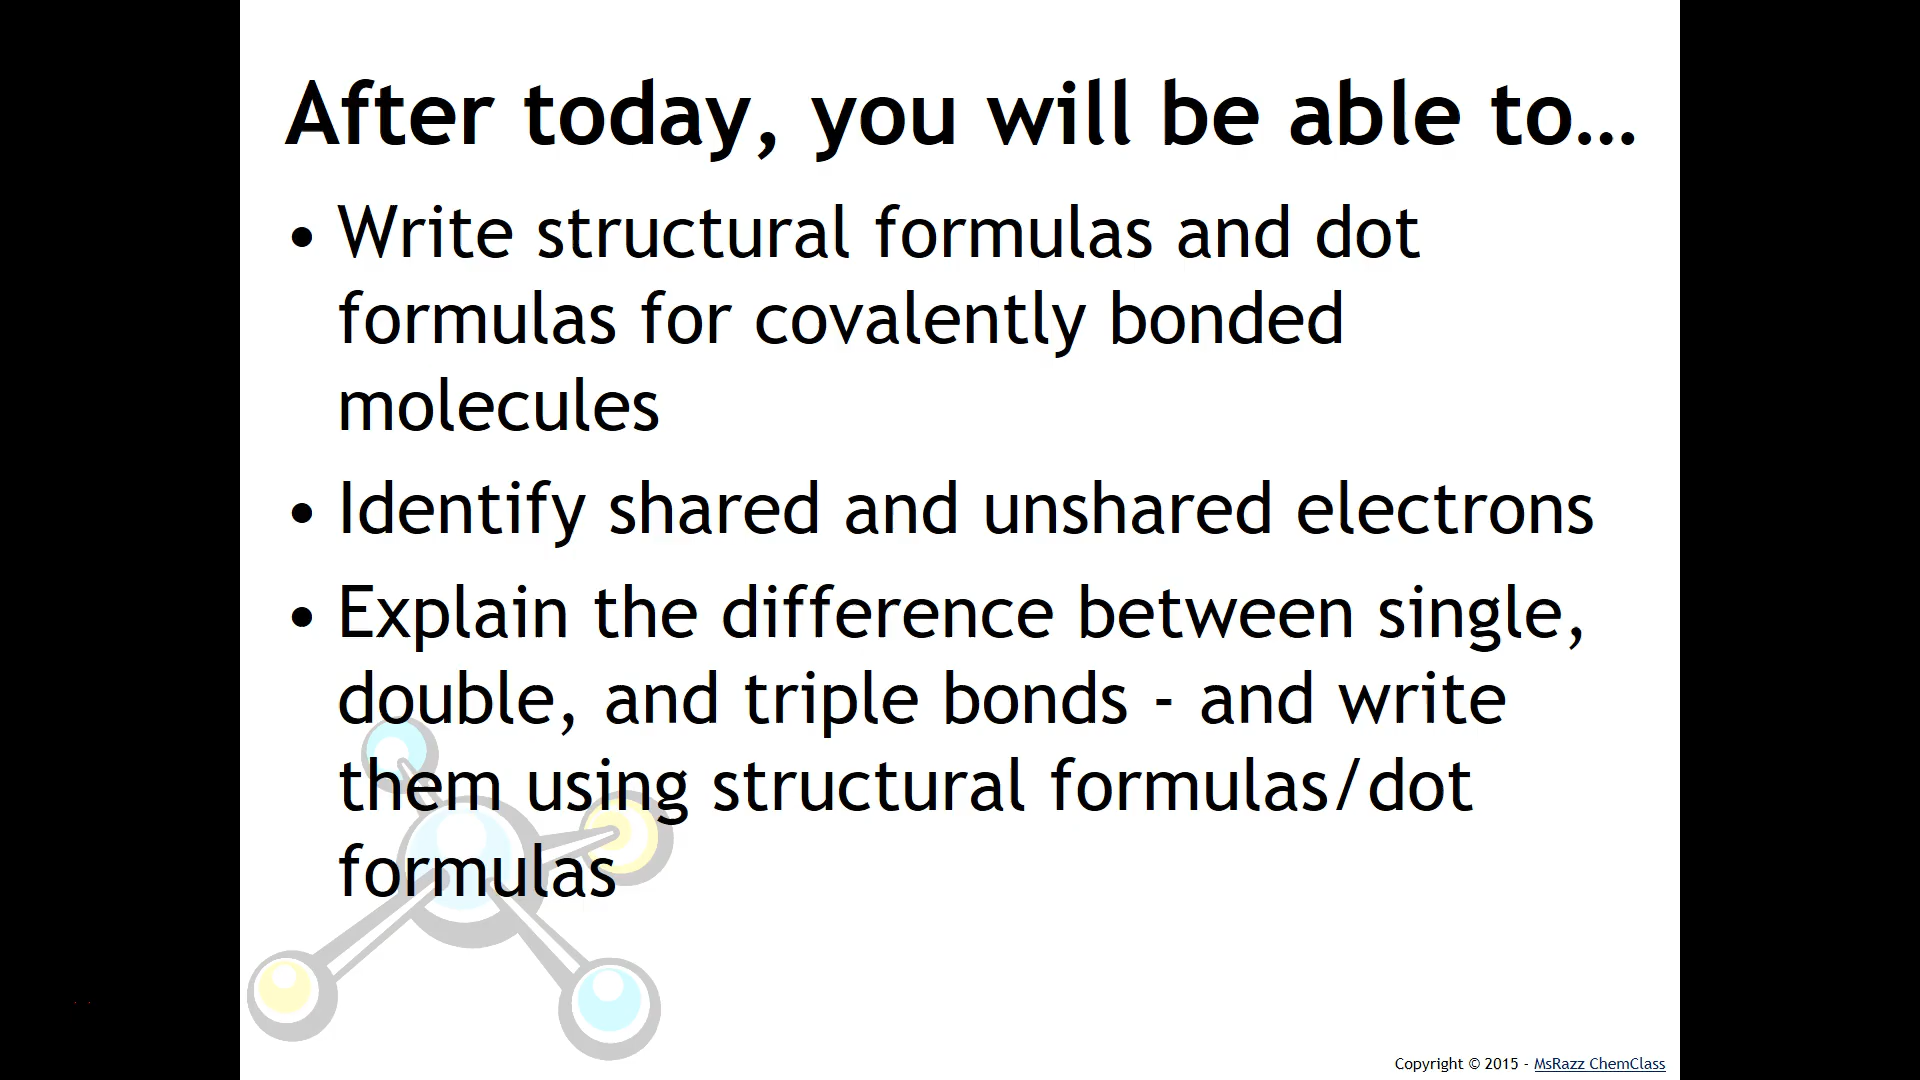 After today, you will be able to...
• Write structural formulas and dot
formulas for covalently bonded
molecules
• Identify shared and unshared electrons
• Explain the difference between single,
double, and triple bonds - and write
them using structural formulas/dot
formulas
Copyright © 2015 - MsRazz ChemClass